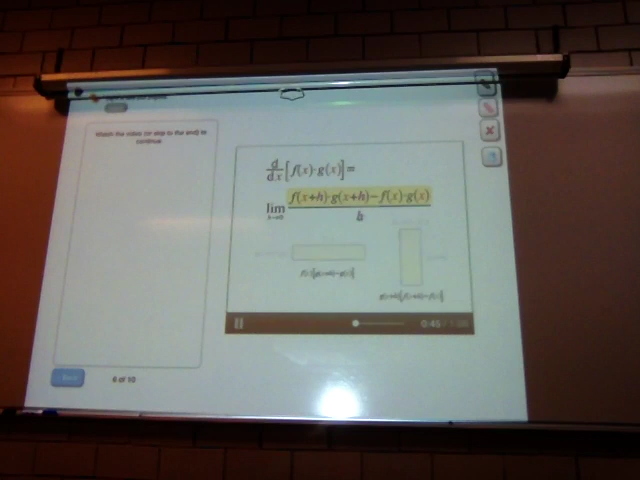 Watch the video (or skip to the end) to
continue
d/dx [f(x)·g(x)]=
lim h→0 f(x+h)·g(x+h)−f(x)·g(x) / h
f(x)[g(x+h)−g(x)]
g(x+h)[f(x+h)−f(x)]
0:45
6 of 10